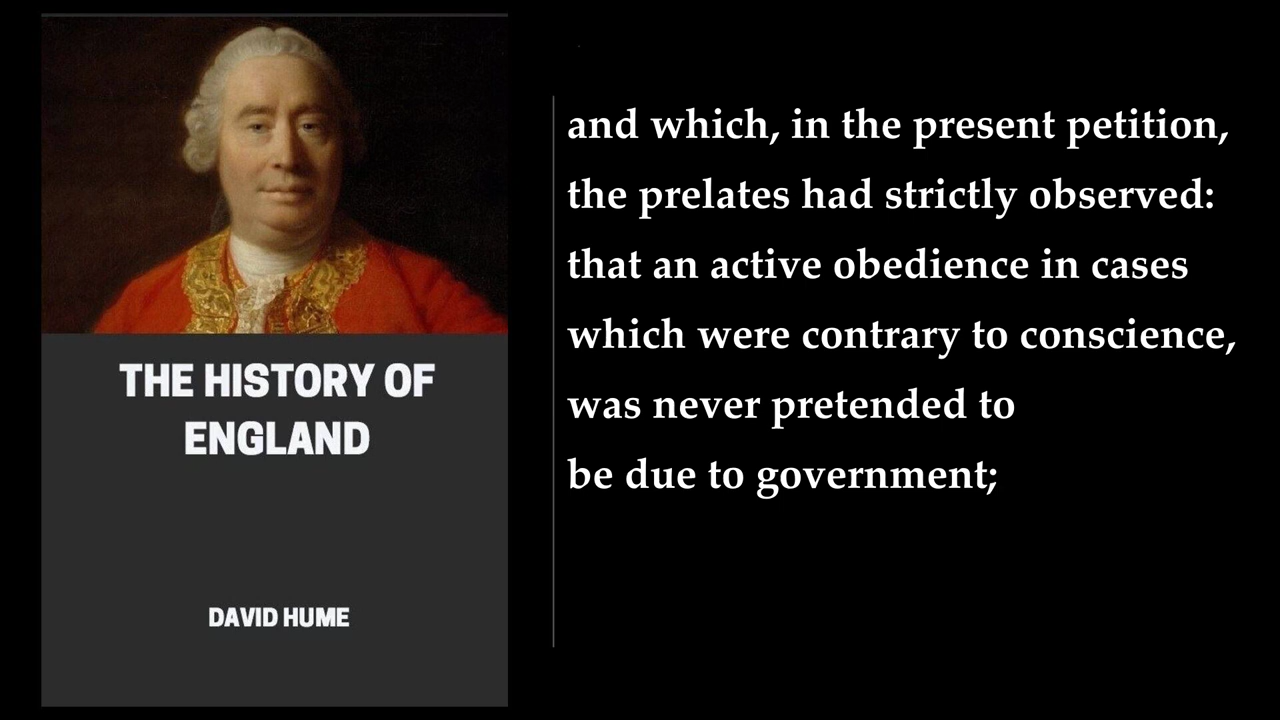 THE HISTORY OF
ENGLAND
DAVID HUME
and which, in the present petition,
the prelates had strictly observed:
that an active obedience in cases
which were contrary to conscience,
was never pretended to
be due to government;